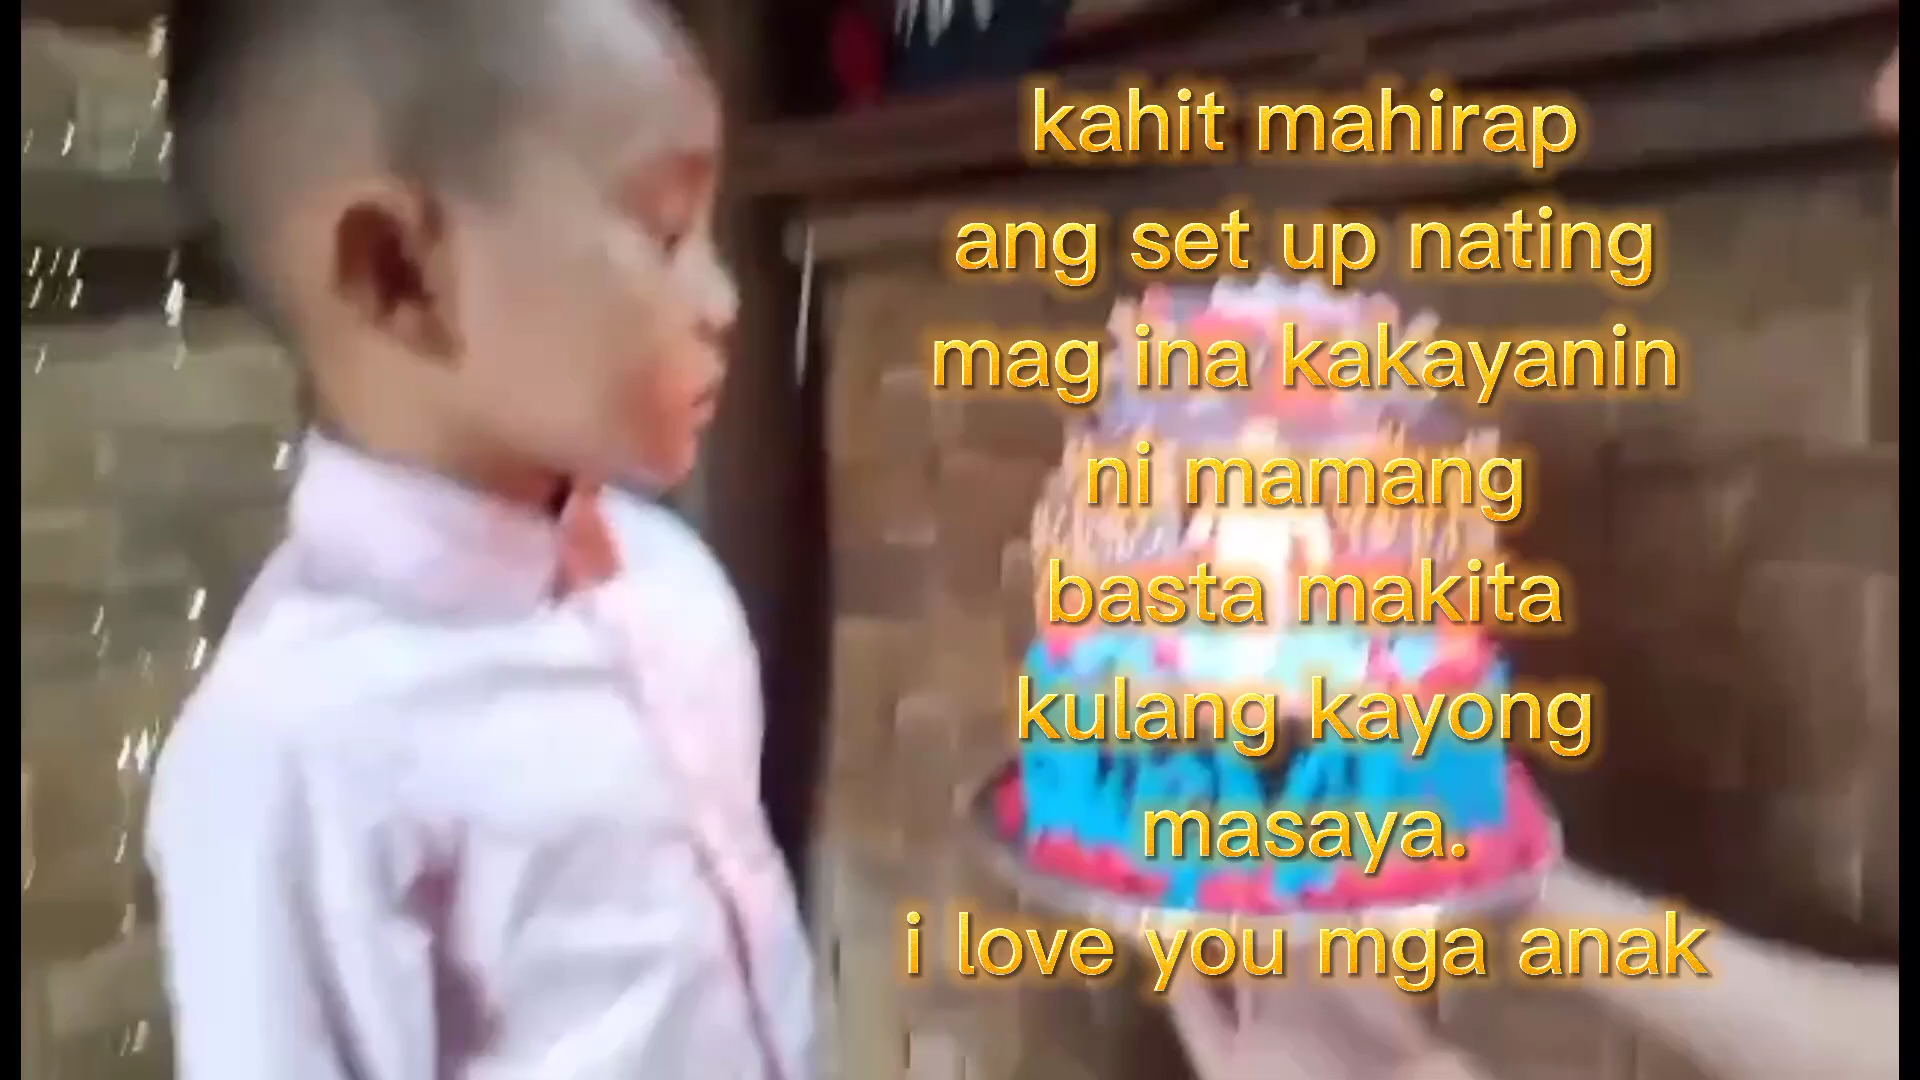 kahit mahirap
ang set up nating
mag ina kakayanin
ni mamang
basta makita
kulang kayong
masaya.
i love you mga anak